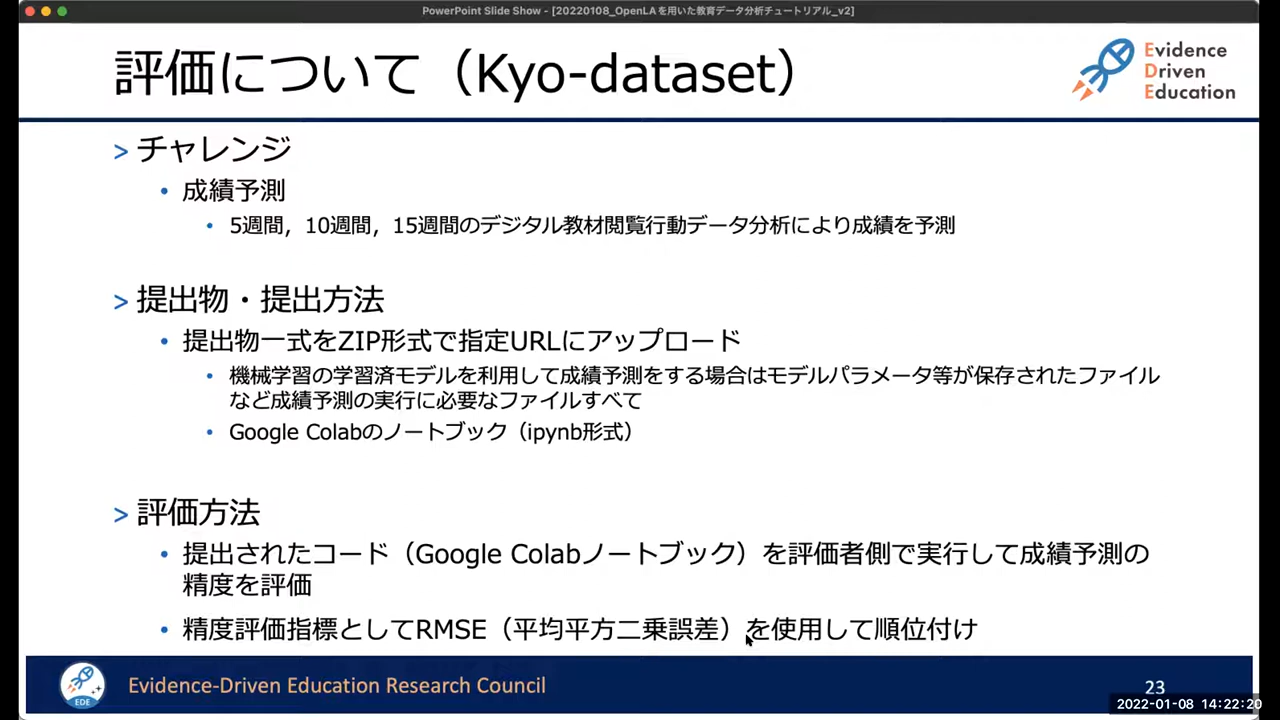 PowerPoint Slide Show - [20220108_OpenLAを用いた教育データ分析チュートリアル_v2]
評価について（Kyo-dataset）
Evidence
Driven
Education
> チャレンジ
• 成績予測
• 5週間，10週間，15週間のデジタル教材閲覧行動データ分析により成績を予測
> 提出物・提出方法
• 提出物一式をZIP形式で指定URLにアップロード
• 機械学習の学習済モデルを利用して成績予測をする場合はモデルパラメータ等が保存されたファイル
など成績予測の実行に必要なファイルすべて
• Google Colabのノートブック（ipynb形式）
> 評価方法
• 提出されたコード（Google Colabノートブック）を評価者側で実行して成績予測の
精度を評価
• 精度評価指標としてRMSE（平均平方二乗誤差）を使用して順位付け
EDE
Evidence-Driven Education Research Council
23
2022-01-08 14:22:20